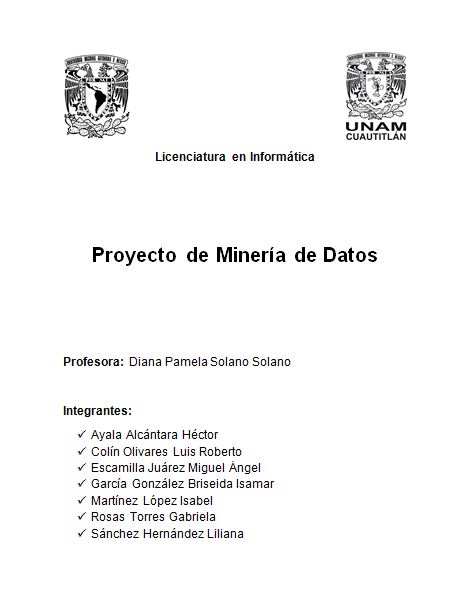 UNAM
CUAUTITLÁN
Licenciatura en Informática
Proyecto de Minería de Datos
Profesora: Diana Pamela Solano Solano
Integrantes:
✓ Ayala Alcántara Héctor
✓ Colín Olivares Luis Roberto
✓ Escamilla Juárez Miguel Ángel
✓ García González Briseida Isamar
✓ Martínez López Isabel
✓ Rosas Torres Gabriela
✓ Sánchez Hernández Liliana